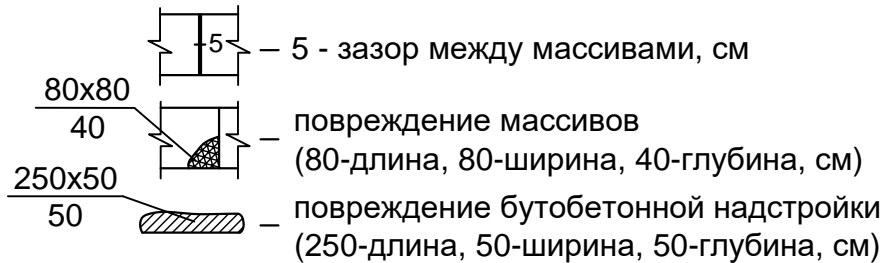 5 – 5 - зазор между массивами, см
80х80
40
– повреждение массивов
(80-длина, 80-ширина, 40-глубина, см)
250х50
50
– повреждение бутобетонной надстройки
(250-длина, 50-ширина, 50-глубина, см)